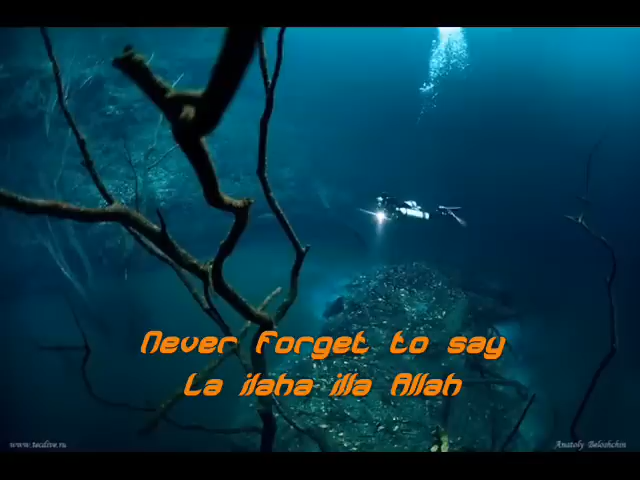 Never forget to say
La ilaha illa Allah
www.tecdive.ru
Anatoly Beloshchin